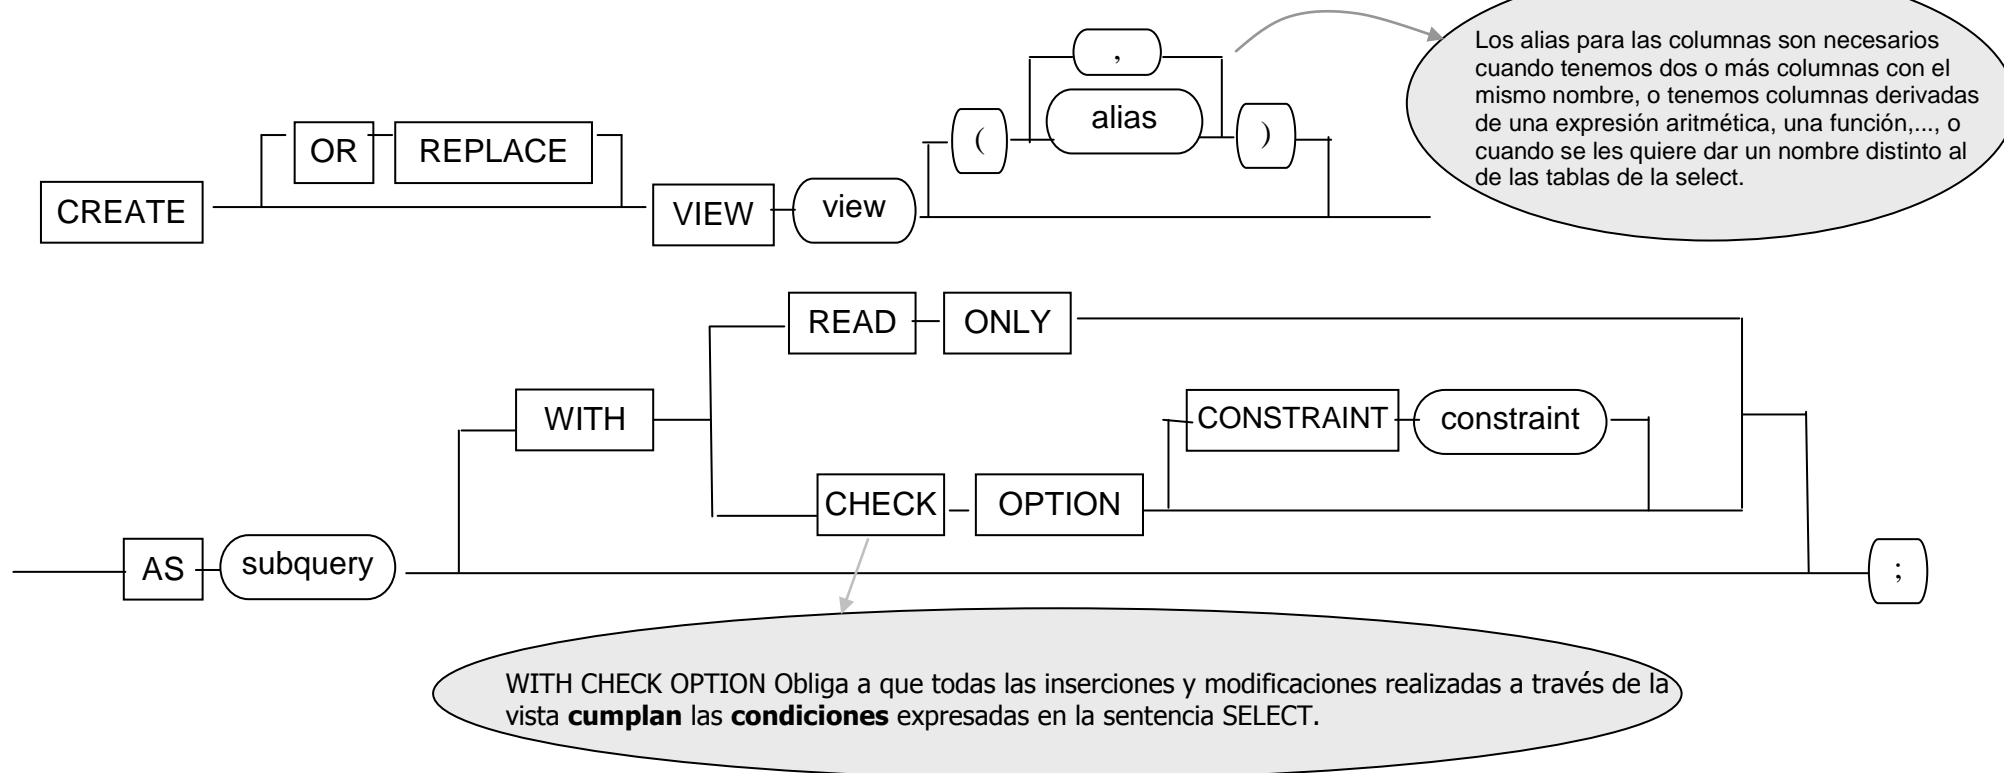 ,
( alias )
OR REPLACE
CREATE VIEW view
Los alias para las columnas son necesarios
cuando tenemos dos o más columnas con el
mismo nombre, o tenemos columnas derivadas
de una expresión aritmética, una función,..., o
cuando se les quiere dar un nombre distinto al
de las tablas de la select.
READ ONLY
WITH
CONSTRAINT constraint
CHECK OPTION
AS subquery ;
WITH CHECK OPTION Obliga a que todas las inserciones y modificaciones realizadas a través de la
vista cumplan las condiciones expresadas en la sentencia SELECT.